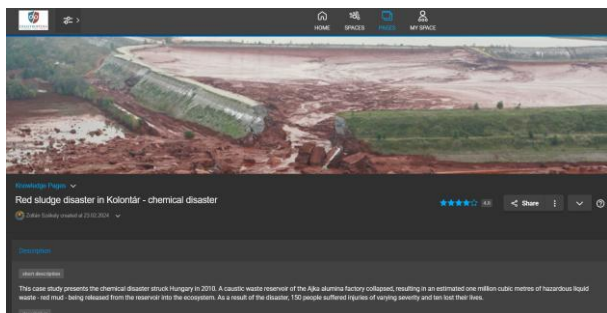 HOME SPACES PAGES MY SPACE
Knowledge Pages
Red sludge disaster in Kolontár - chemical disaster
4.3 Share
Zoltán Székely created at 23.02.2024
Description
short description
This case study presents the chemical disaster struck Hungary in 2010. A caustic waste reservoir of the Ajka alumina factory collapsed, resulting in an estimated one million cubic metres of hazardous liquid
waste - red mud - being released from the reservoir into the ecosystem. As a result of the disaster, 150 people suffered injuries of varying severity and ten lost their lives.